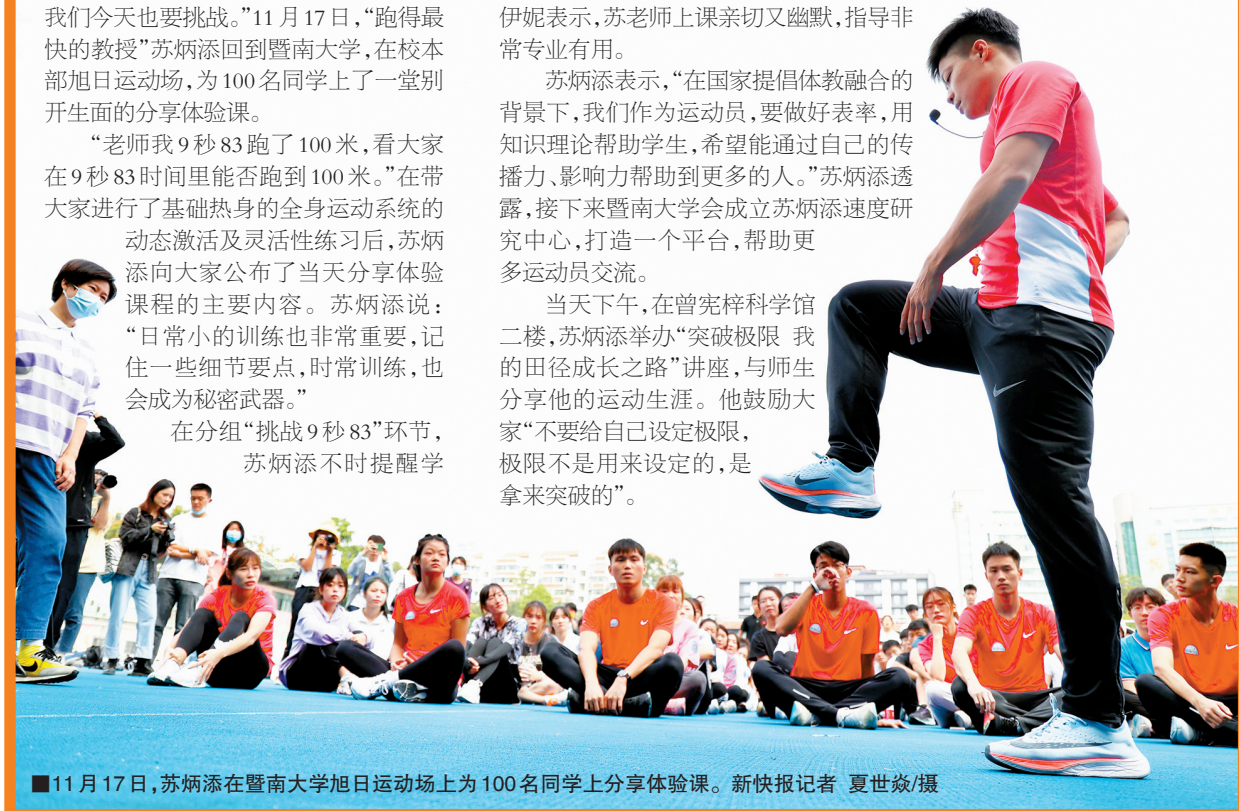 我们今天也要挑战。”11月17日，“跑得最
快的教授”苏炳添回到暨南大学，在校本
部旭日运动场，为100名同学上了一堂别
开生面的分享体验课。
“老师我9秒83跑了100米，看大家
在9秒83时间里能否跑到100米。”在带
大家进行了基础热身的全身运动系统的
动态激活及灵活性练习后，苏炳
添向大家公布了当天分享体验
课程的主要内容。苏炳添说：
“日常小的训练也非常重要，记
住一些细节要点，时常训练，也
会成为秘密武器。”
在分组“挑战9秒83”环节，
苏炳添不时提醒学
伊妮表示，苏老师上课亲切又幽默，指导非
常专业有用。
苏炳添表示，“在国家提倡体教融合的
背景下，我们作为运动员，要做好表率，用
知识理论帮助学生，希望能通过自己的传
播力、影响力帮助到更多的人。”苏炳添透
露，接下来暨南大学会成立苏炳添速度研
究中心，打造一个平台，帮助更
多运动员交流。
当天下午，在曾宪梓科学馆
二楼，苏炳添举办“突破极限 我
的田径成长之路”讲座，与师生
分享他的运动生涯。他鼓励大
家“不要给自己设定极限，
极限不是用来设定的，是
拿来突破的”。
■11月17日，苏炳添在暨南大学旭日运动场上为100名同学上分享体验课。新快报记者 夏世焱/摄